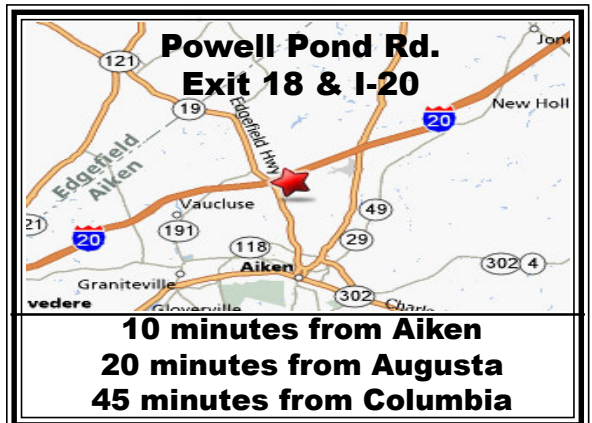 Powell Pond Rd.
Exit 18 & I-20
121
19
Edgefield Hwy
20
New Holl
Edgefield
Aiken
Vaucluse
21
20
191
118
49
29
Aiken
302 4
Graniteville
302
vedere
10 minutes from Aiken
20 minutes from Augusta
45 minutes from Columbia